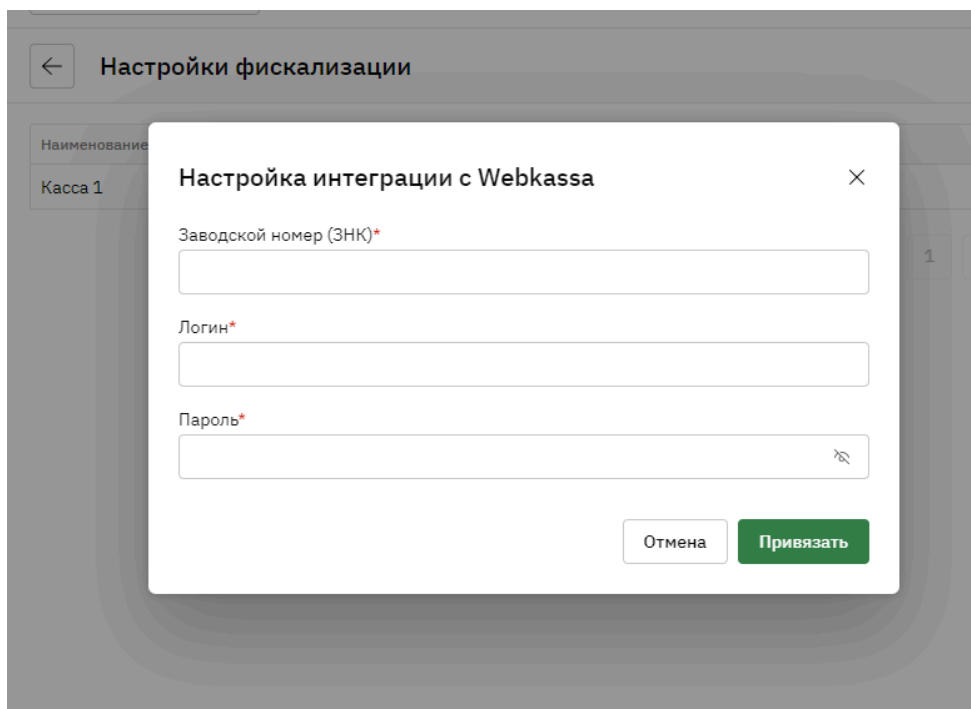 Настройки фискализации
Наименование
Касса 1
Настройка интеграции с Webkassa
Заводской номер (ЗНК)*
1
Логин*
Пароль*
Отмена
Привязать